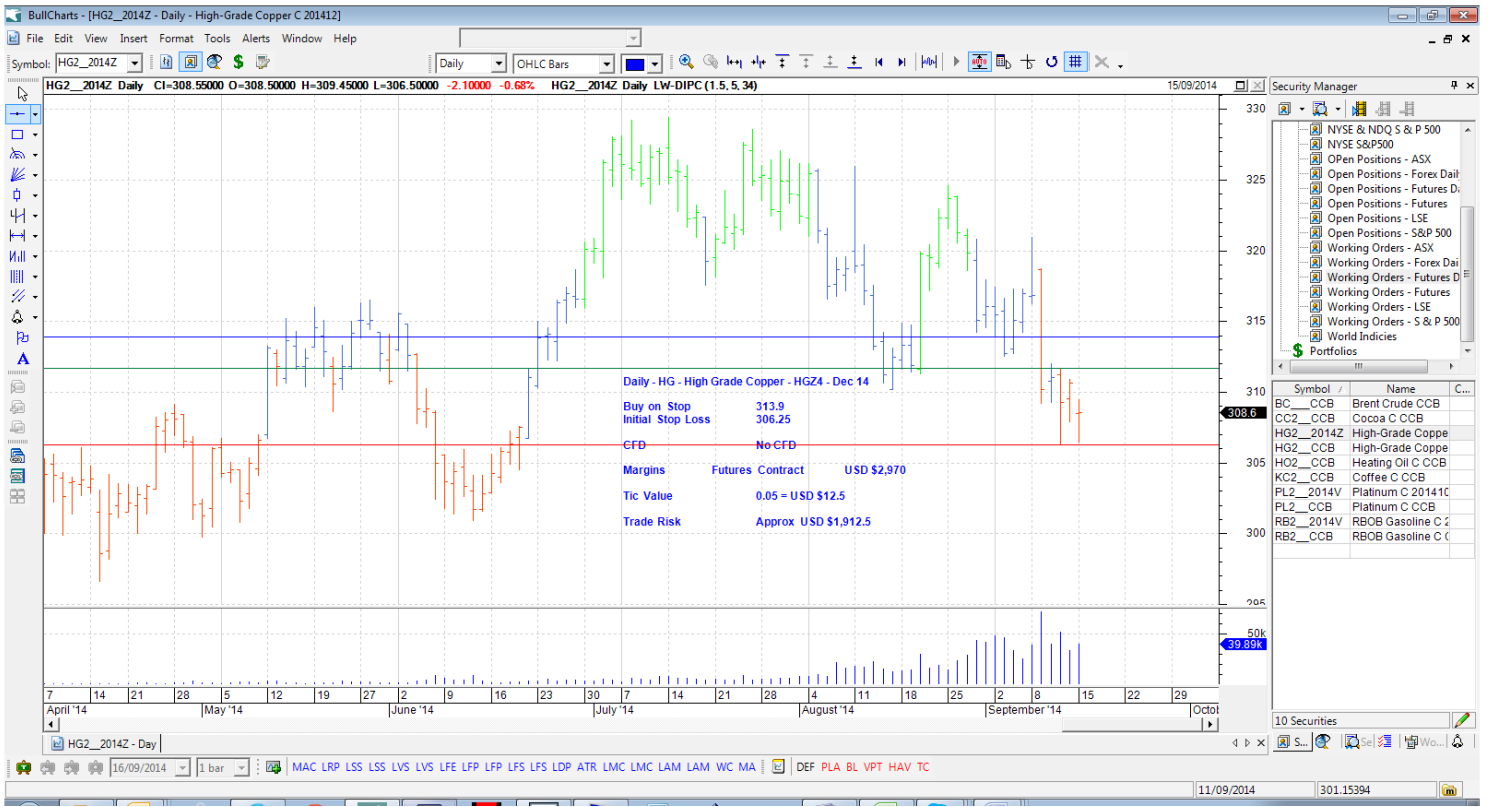 BullCharts - [HG2__2014Z - Daily - High-Grade Copper C 201412]
File Edit View Insert Format Tools Alerts Window Help
Symbol: HG2__2014Z
Daily OHLC Bars
HG2__2014Z Daily Cl=308.55000 O=308.50000 H=309.45000 L=306.50000 -2.10000 -0.68% HG2__2014Z Daily LW-DIPC (1.5, 5, 34)
15/09/2014
330
325
320
315
310
308.6
305
300
295
50k
39.89k
Daily - HG - High Grade Copper - HGZ4 - Dec 14
Buy on Stop 313.9
Initial Stop Loss 306.25
CFD No CFD
Margins Futures Contract USD $2,970
Tic Value 0.05 = USD $12.5
Trade Risk Approx USD $1,912.5
7 14 21 28 5 12 19 27 2 9 16 23 30 7 14 21 28 4 11 18 25 2 8 15 22 29
April '14 May '14 June '14 July '14 August '14 September '14 Octol
HG2__2014Z - Day
16/09/2014 1 bar
MAC LRP LSS LSS LVS LVS LFE LFP LFP LFS LFS LDP ATR LMC LMC LAM LAM WC MA
DEF PLA BL VPT HAV TC
Security Manager
NYSE & NDQ S & P 500
NYSE S&P500
OPen Positions - ASX
Open Positions - Forex Dail
Open Positions - Futures Da
Open Positions - Futures
Open Positions - LSE
Open Positions - S&P 500
Working Orders - ASX
Working Orders - Forex Dai
Working Orders - Futures D
Working Orders - Futures
Working Orders - LSE
Working Orders - S & P 500
World Indicies
Portfolios
Symbol Name C...
BC__CCB Brent Crude CCB
CC2__CCB Cocoa C CCB
HG2__2014Z High-Grade Coppe
HG2__CCB High-Grade Coppe
HO2__CCB Heating Oil C CCB
KC2__CCB Coffee C CCB
PL2__2014V Platinum C 20141C
PL2__CCB Platinum C CCB
RB2__2014V RBOB Gasoline C 2
RB2__CCB RBOB Gasoline C (
10 Securities
S... Se Wo...
11/09/2014 301.15394